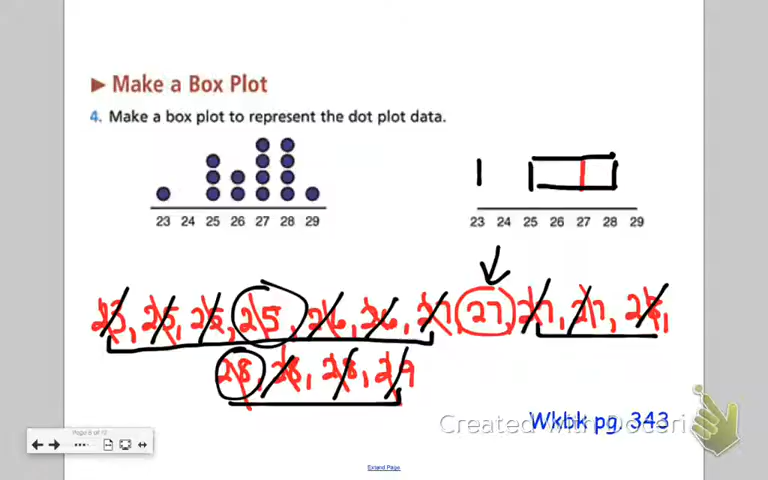 ▶ Make a Box Plot
4. Make a box plot to represent the dot plot data.
23 24 25 26 27 28 29
23 24 25 26 27 28 29
23, 25, 25, 25, 26, 26, 27, 27, 27, 27, 28,
28, 28, 28, 29
Created with Doceri
Wkbk pg. 343
Extend Page